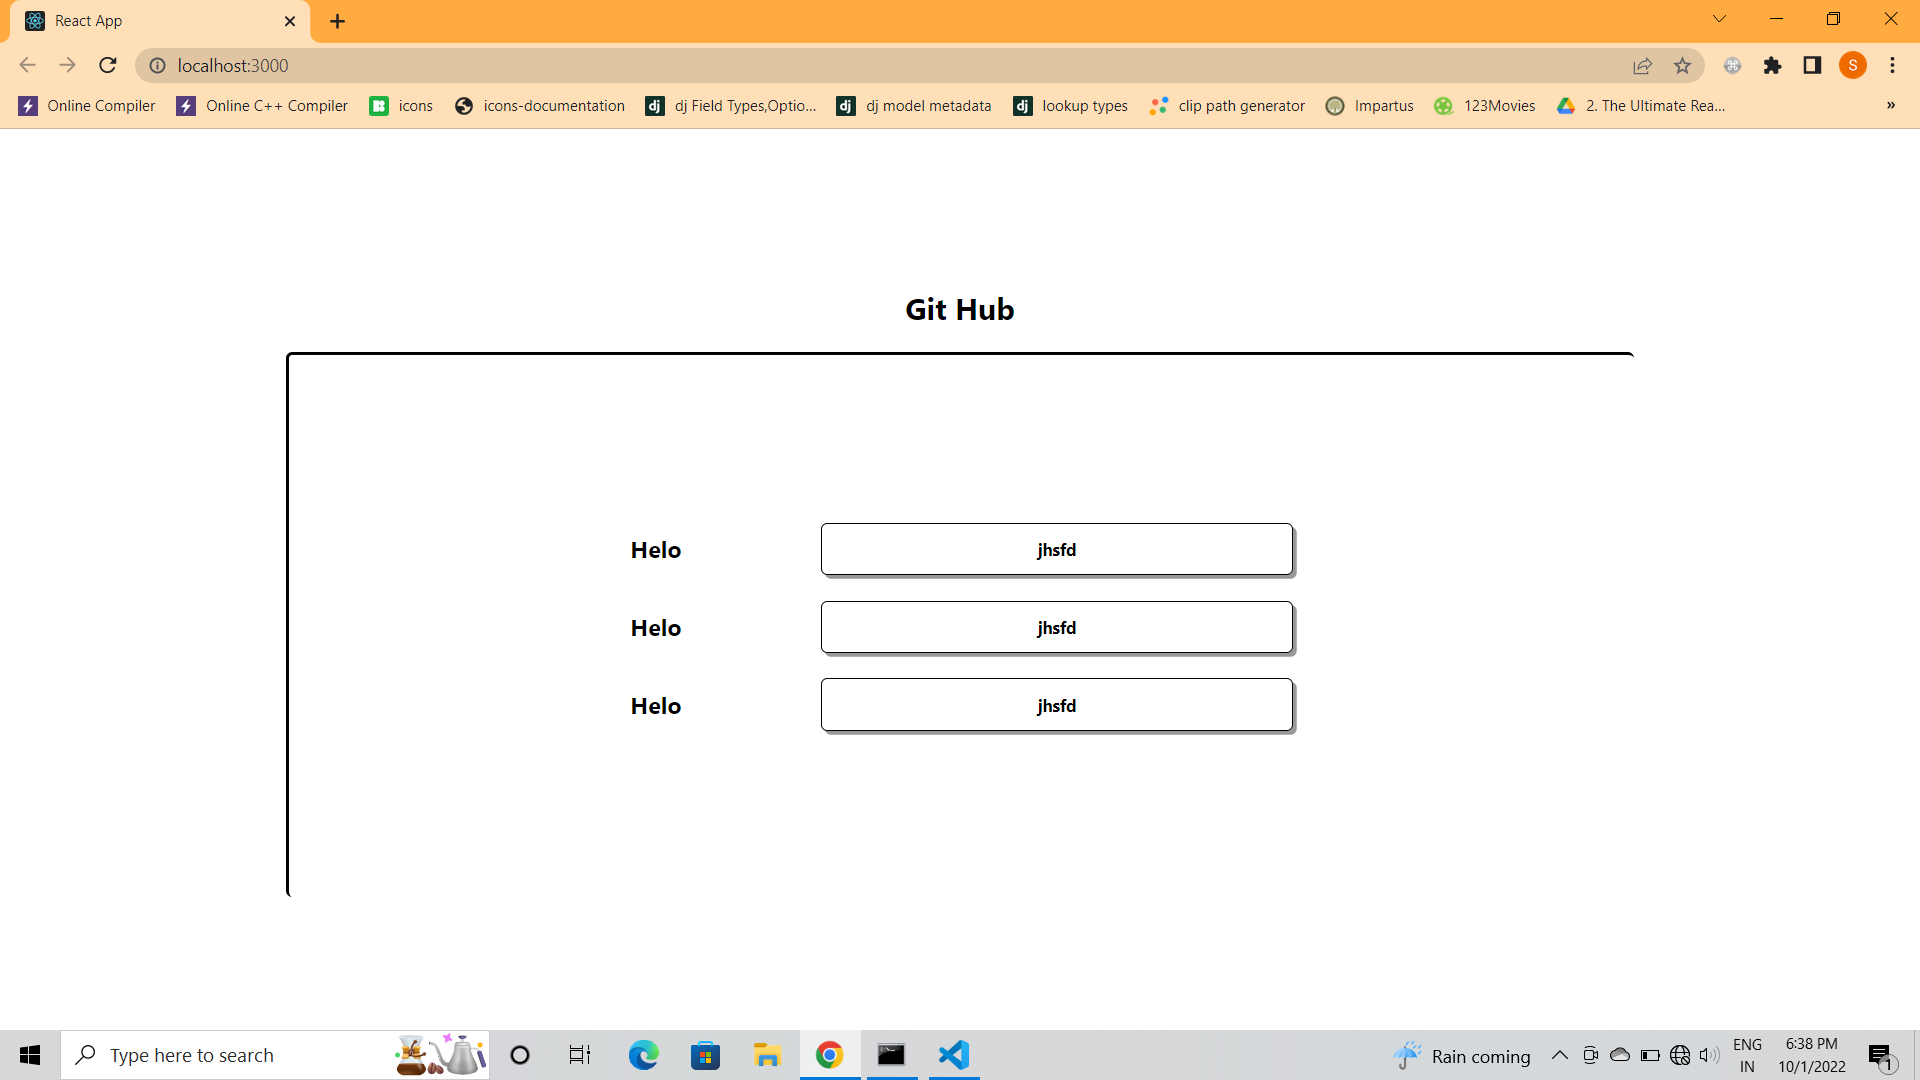 React App
localhost:3000
S
Online Compiler
Online C++ Compiler
icons
icons-documentation
dj Field Types,Optio...
dj model metadata
lookup types
clip path generator
Impartus
123Movies
2. The Ultimate Rea...
»
Git Hub
Helo jhsfd
Helo jhsfd
Helo jhsfd
Type here to search
Rain coming
ENG
IN
6:38 PM
10/1/2022
1